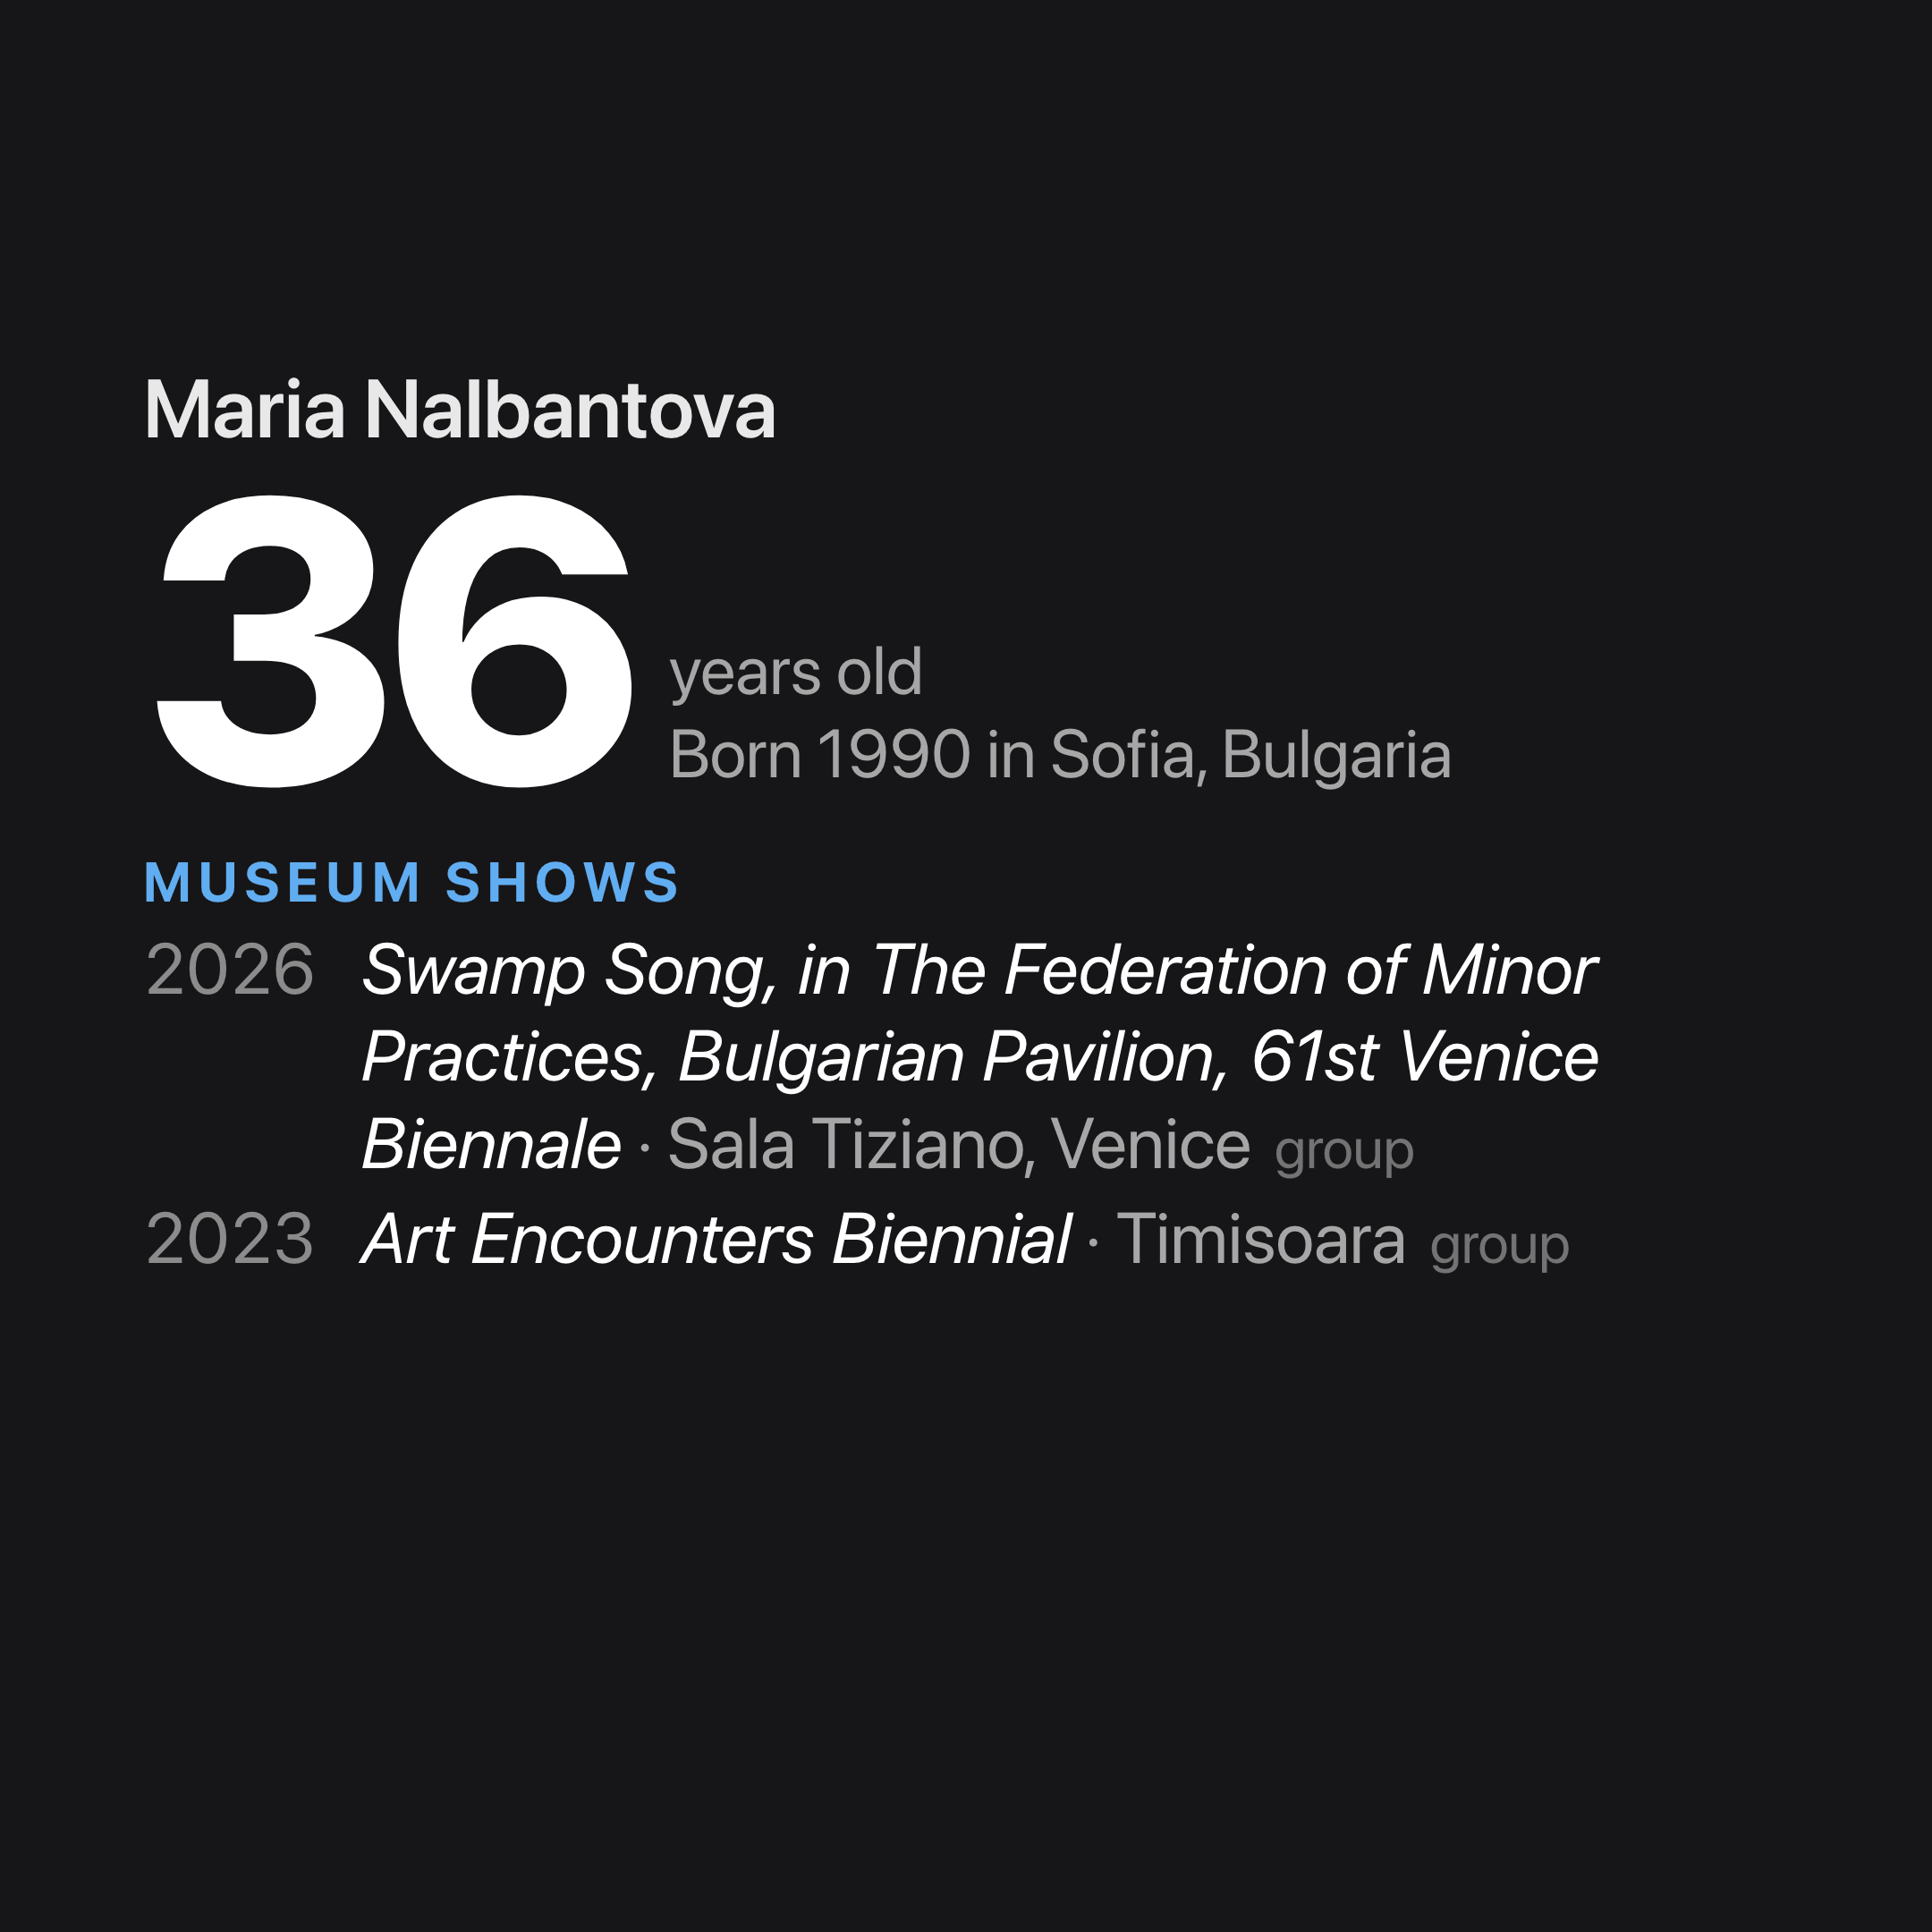 Maria Nalbantova
36 years old
Born 1990 in Sofia, Bulgaria
MUSEUM SHOWS
2026 Swamp Song, in The Federation of Minor
Practices, Bulgarian Pavilion, 61st Venice
Biennale · Sala Tiziano, Venice group
2023 Art Encounters Biennial · Timisoara group